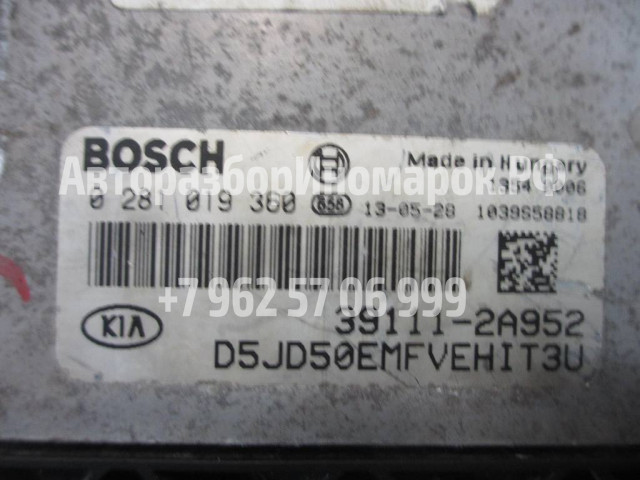 BOSCH
Made in Hungary
АвторазборИномарок.РФ
0 281 019 360 658 13-05-28 1039S58818
+7 962 57 06 999
KIA
39111-2A952
D5JD50EMFVEHIT3U